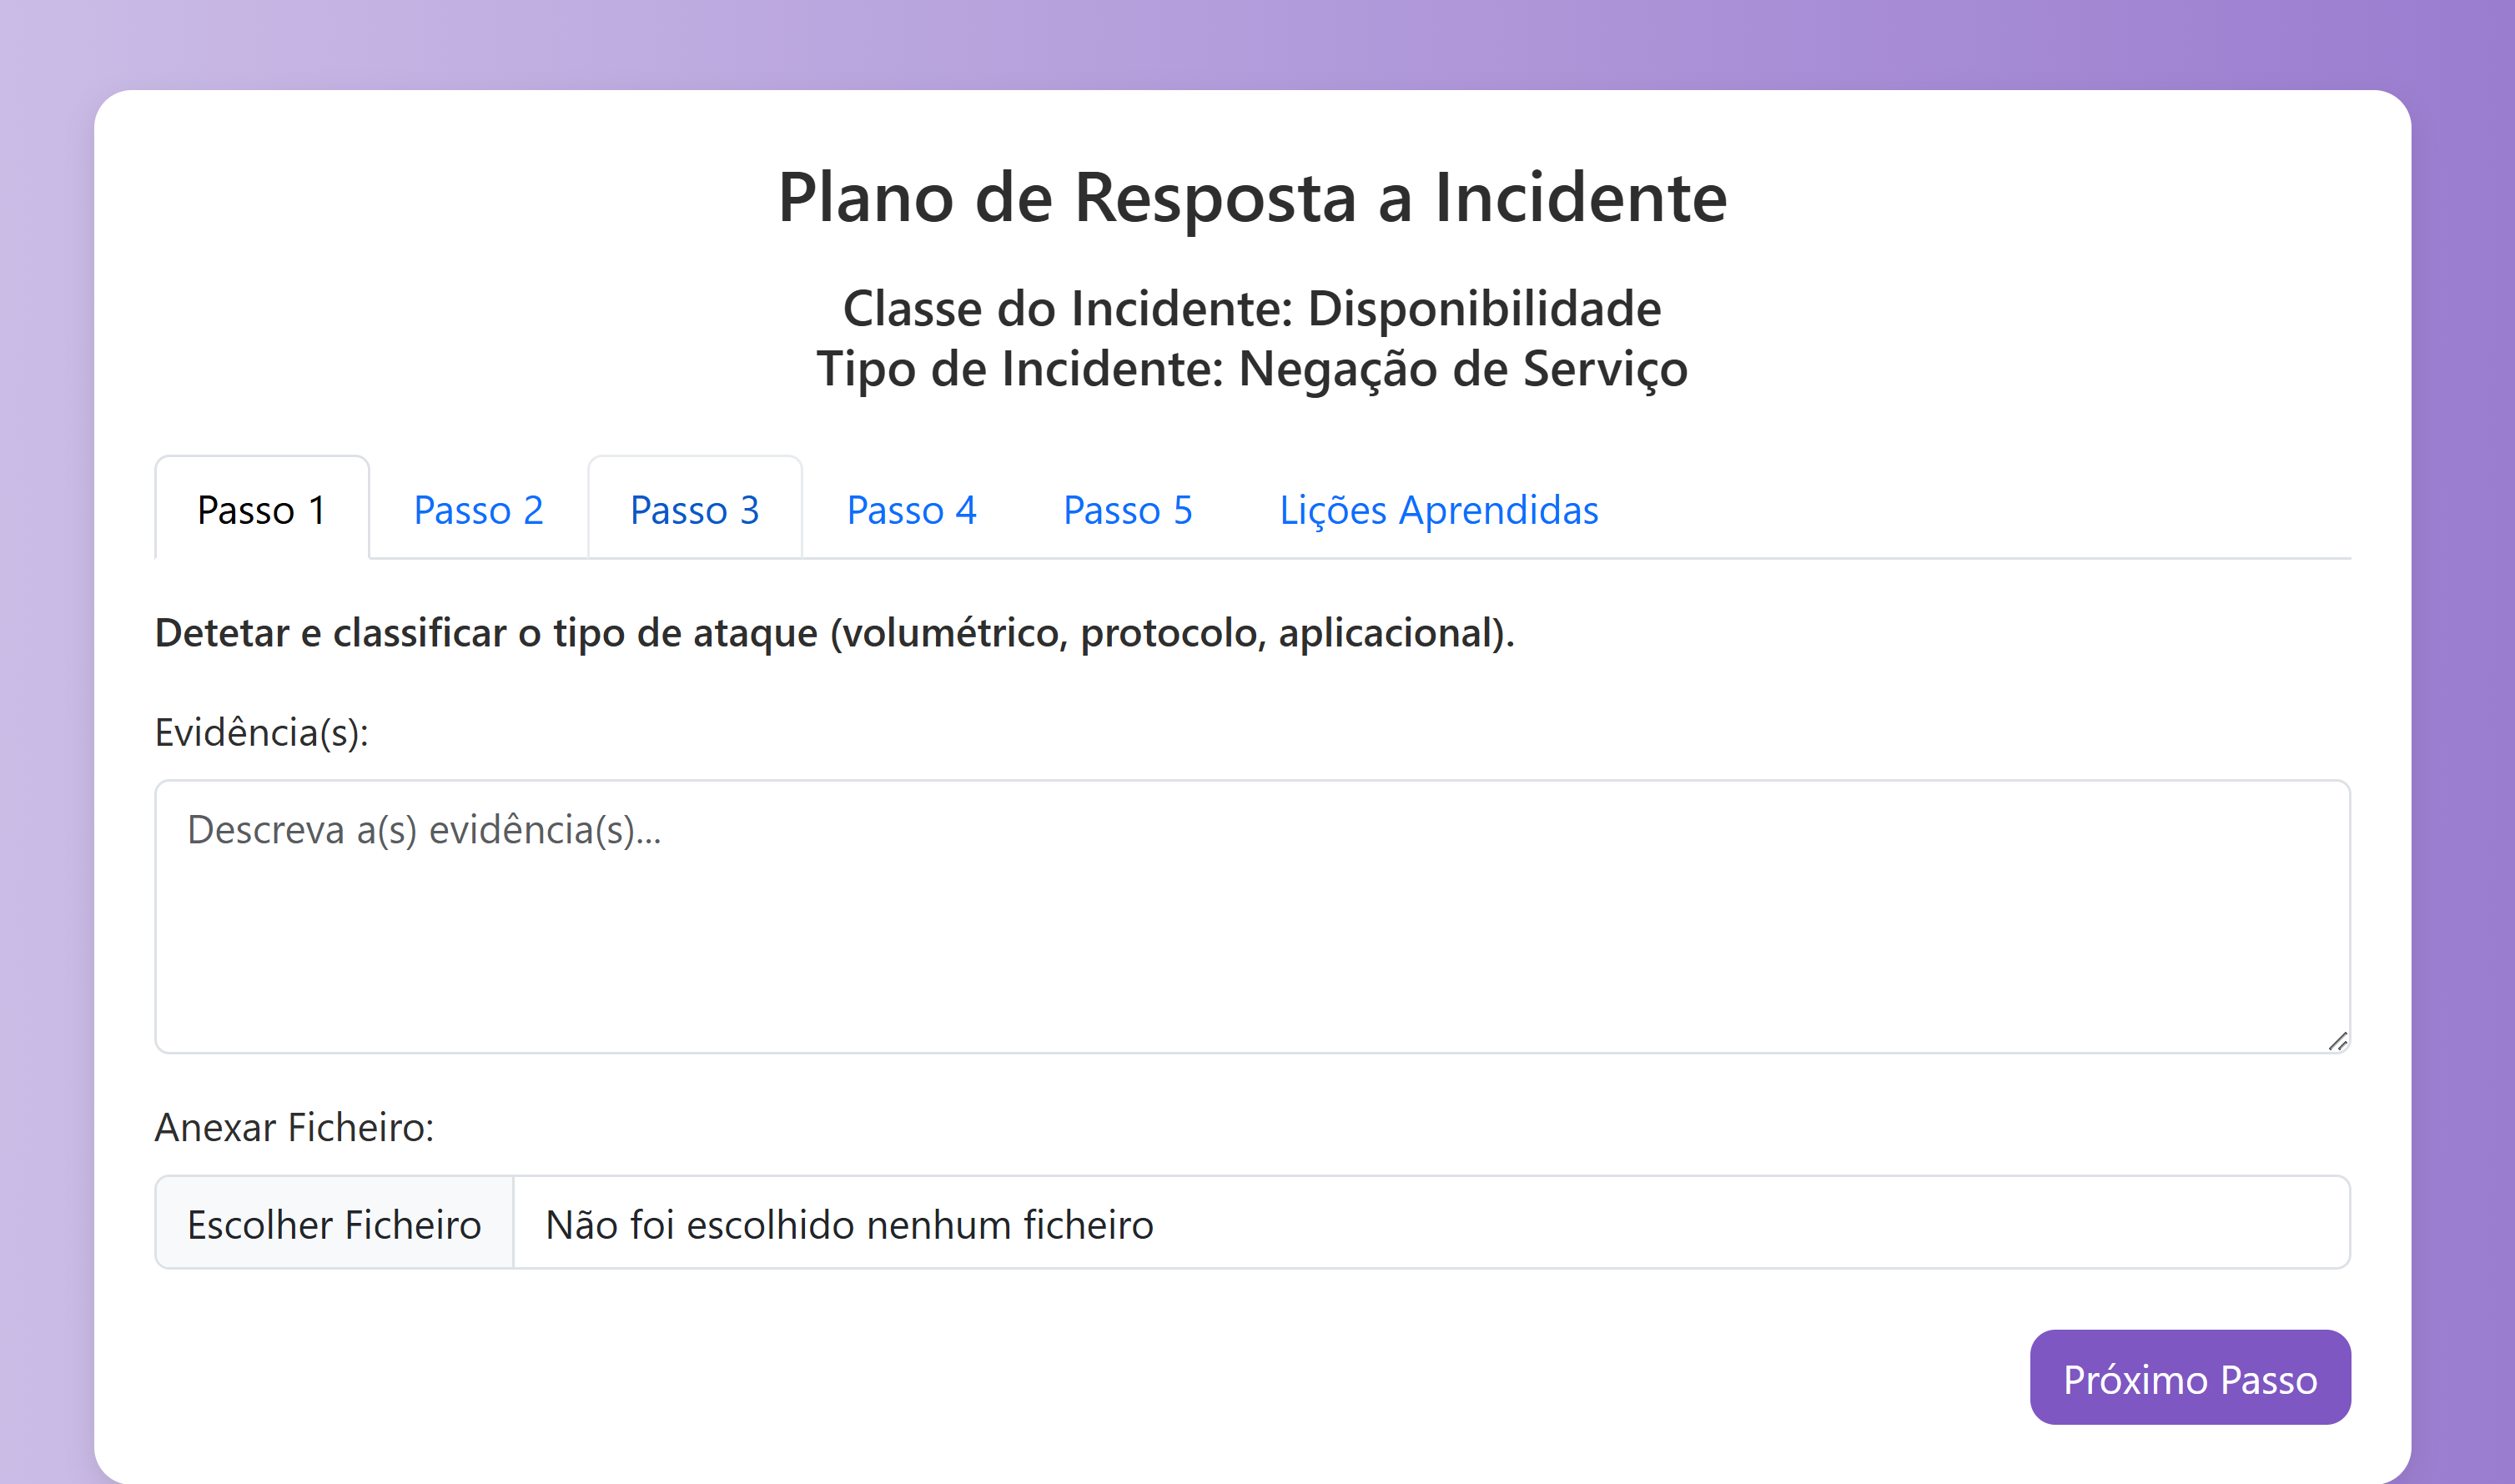 Plano de Resposta a Incidente
Classe do Incidente: Disponibilidade
Tipo de Incidente: Negação de Serviço
Passo 1 Passo 2 Passo 3 Passo 4 Passo 5 Lições Aprendidas
Detetar e classificar o tipo de ataque (volumétrico, protocolo, aplicacional).
Evidência(s):
Descreva a(s) evidência(s)...
Anexar Ficheiro:
Escolher Ficheiro Não foi escolhido nenhum ficheiro
Próximo Passo